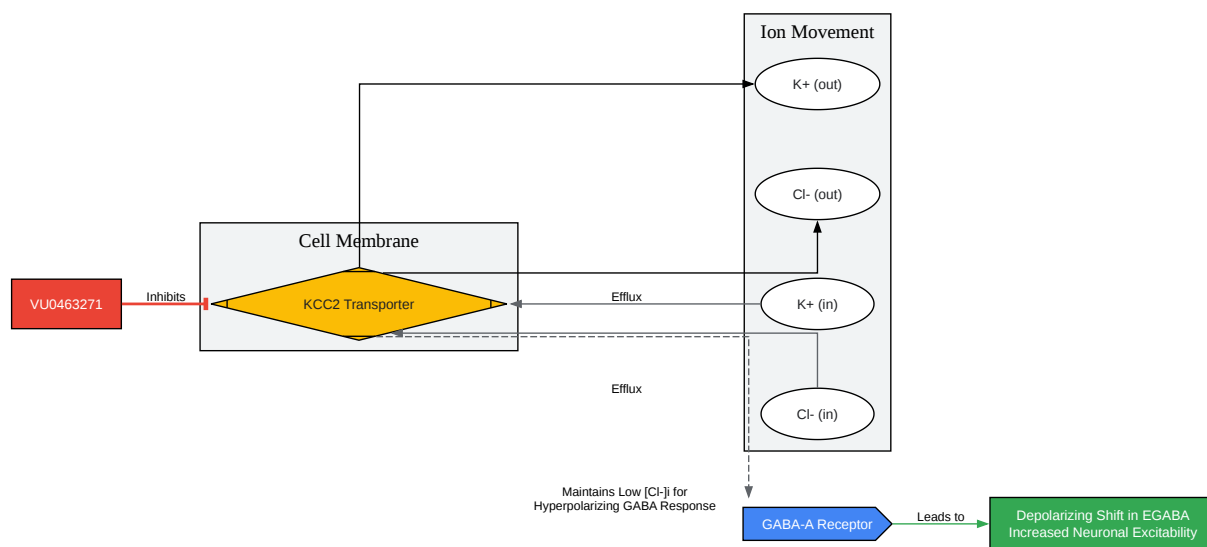 Ion Movement
K+ (out)
Cl- (out)
Cell Membrane
VU0463271
Inhibits
KCC2 Transporter
Efflux
K+ (in)
Efflux
Cl- (in)
Maintains Low [Cl-]i for
Hyperpolarizing GABA Response
GABA-A Receptor
Leads to
Depolarizing Shift in EGABA
Increased Neuronal Excitability